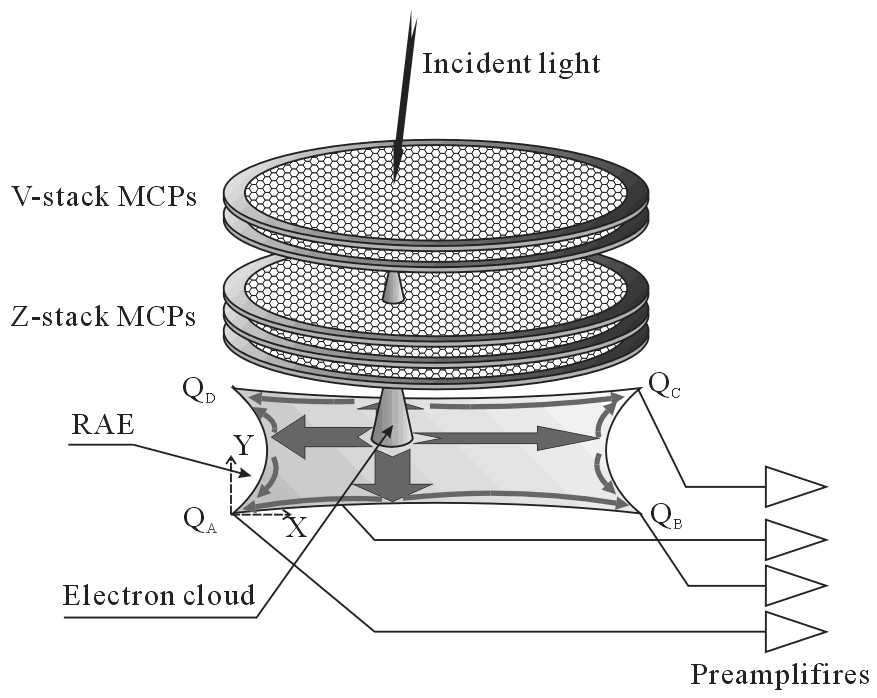 Incident light
V-stack MCPs
Z-stack MCPs
QD
QC
RAE
Y
QA
X
QB
Electron cloud
Preamplifires